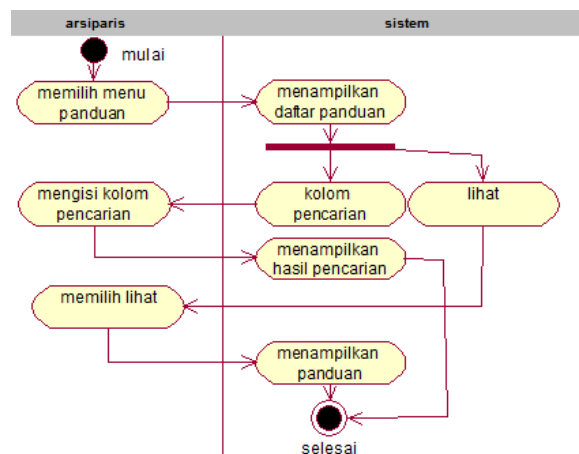 arsiparis
sistem
mulai
memilih menu
panduan
menampilkan
daftar panduan
mengisi kolom
pencarian
kolom
pencarian
lihat
menampilkan
hasil pencarian
memilih lihat
menampilkan
panduan
selesai